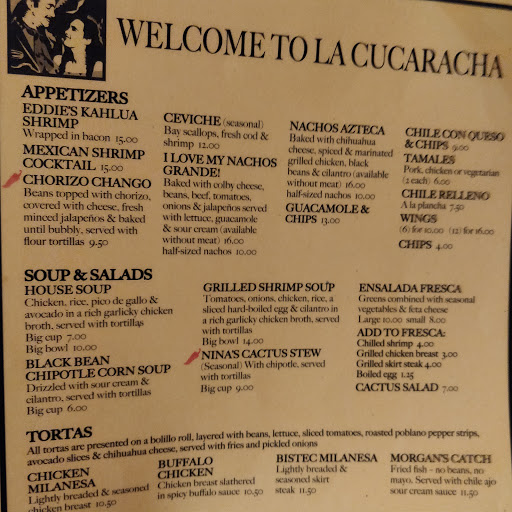 WELCOME TO LA CUCARACHA
APPETIZERS
EDDIE'S KAHLUA
SHRIMP
Wrapped in bacon 15.00
MEXICAN SHRIMP
COCKTAIL 15.00
CHORIZO CHANGO
Beans topped with chorizo,
covered with cheese, fresh
minced jalapeños & baked
until bubbly, served with
flour tortillas 9.50
CEVICHE (seasonal)
Bay scallops, fresh cod &
shrimp 12.00
I LOVE MY NACHOS
GRANDE!
Baked with colby cheese,
beans, beef, tomatoes,
onions & jalapeños served
with lettuce, guacamole
& sour cream (available
without meat) 16.00
half-sized nachos 10.00
NACHOS AZTECA
Baked with chihuahua
cheese, spiced & marinated
grilled chicken, black
beans & cilantro (available
without meat) 16.00
half-sized nachos 10.00
GUACAMOLE &
CHIPS 13.00
CHILE CON QUESO
& CHIPS 9.00
TAMALES
Pork, chicken or vegetarian
(2 each) 6.00
CHILE RELLENO
A la plancha 7.50
WINGS
(6) for 10.00 (12) for 16.00
CHIPS 4.00
SOUP & SALADS
HOUSE SOUP
Chicken, rice, pico de gallo &
avocado in a rich garlicky chicken
broth, served with tortillas
Big cup 7.00
Big bowl 10.00
BLACK BEAN
CHIPOTLE CORN SOUP
Drizzled with sour cream &
cilantro, served with tortillas
Big cup 6.00
GRILLED SHRIMP SOUP
Tomatoes, onions, chicken, rice, a
sliced hard-boiled egg & cilantro in
a rich garlicky chicken broth, served
with tortillas
Big bowl 14.00
NINA'S CACTUS STEW
(Seasonal) With chipotle, served
with tortillas
Big cup 9.00
ENSALADA FRESCA
Greens combined with seasonal
vegetables & feta cheese
Large 10.00 small 8.00
ADD TO FRESCA:
Chilled shrimp 4.00
Grilled chicken breast 3.00
Grilled skirt steak 4.00
Boiled egg 1.25
CACTUS SALAD 7.00
TORTAS
All tortas are presented on a bolillo roll, layered with beans, lettuce, sliced tomatoes, roasted poblano pepper strips,
avocado slices & chihuahua cheese, served with fries and pickled onions
CHICKEN
MILANESA
Lightly breaded & seasoned
chicken breast 10.50
BUFFALO
CHICKEN
Chicken breast slathered
in spicy buffalo sauce 10.50
BISTEC MILANESA
Lightly breaded &
seasoned skirt
steak 11.50
MORGAN'S CATCH
Fried fish - no beans, no
mayo. Served with chile ajo
sour cream sauce 11.50